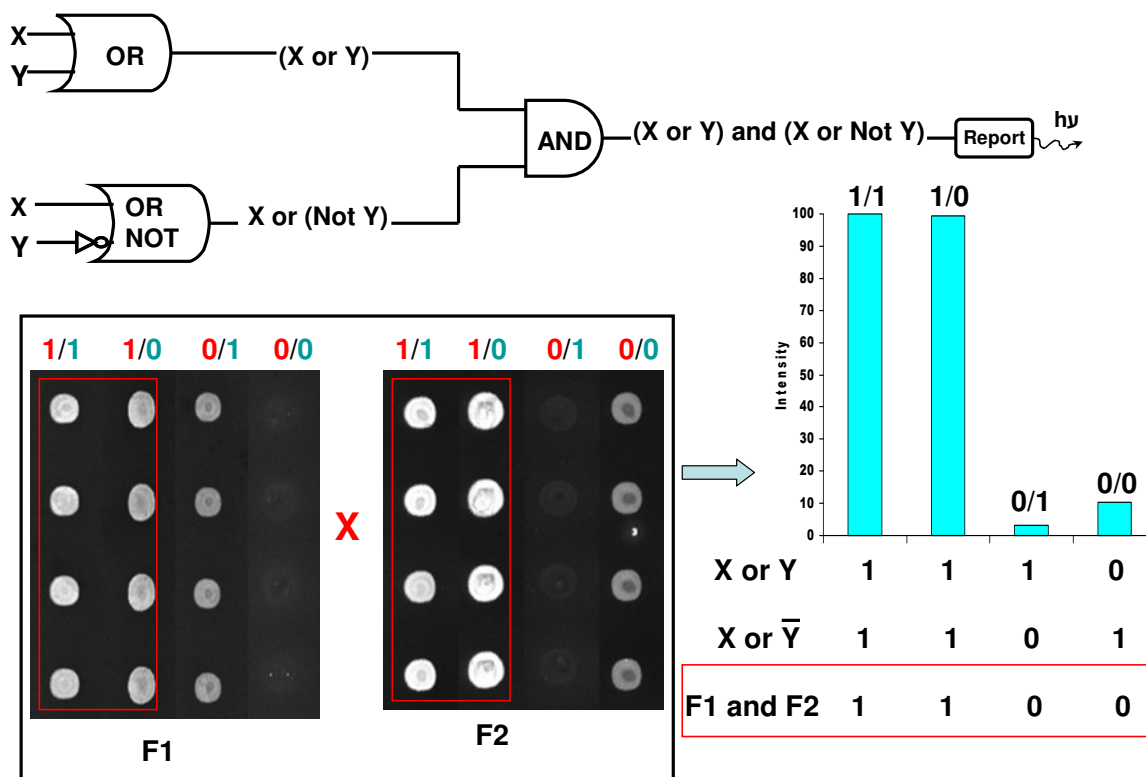 X
Y
OR
(X or Y)
AND
(X or Y) and (X or Not Y)
Report
hν
X
Y
OR
NOT
X or (Not Y)
1/1 1/0 0/1 0/0
F1
X
1/1 1/0 0/1 0/0
F2
Intensity
100
90
80
70
60
50
40
30
20
10
0
1/1 1/0 0/1 0/0
X or Y 1 1 1 0
X or Y̅ 1 1 0 1
F1 and F2 1 1 0 0